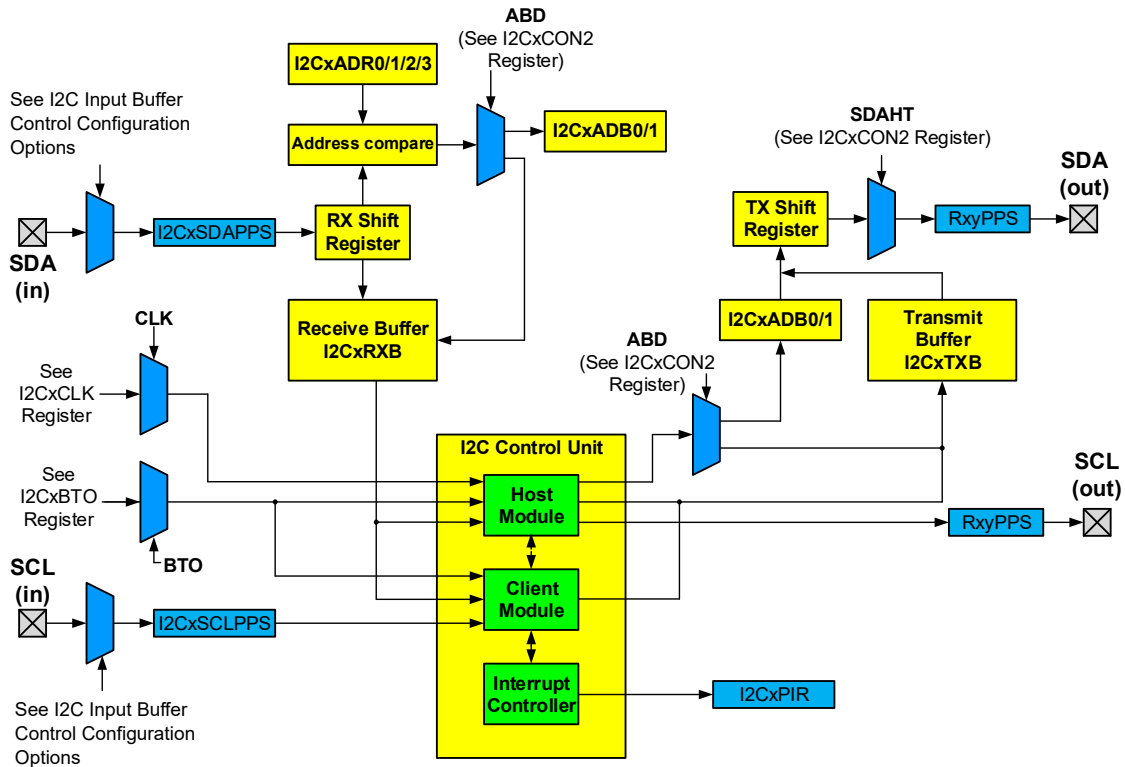 ABD
(See I2CxCON2
Register)
I2CxADR0/1/2/3
See I2C Input Buffer
Control Configuration
Options
Address compare
I2CxADB0/1
SDAHT
(See I2CxCON2 Register)
SDA
(out)
TX Shift
Register
RxyPPS
I2CxSDAPPS
RX Shift
Register
SDA
(in)
Receive Buffer
I2CxRXB
I2CxADB0/1
Transmit
Buffer
I2CxTXB
CLK
See
I2CxCLK
Register
ABD
(See I2CxCON2
Register)
I2C Control Unit
See
I2CxBTO
Register
BTO
Host
Module
SCL
(out)
RxyPPS
SCL
(in)
I2CxSCLPPS
Client
Module
Interrupt
Controller
I2CxPIR
See I2C Input Buffer
Control Configuration
Options